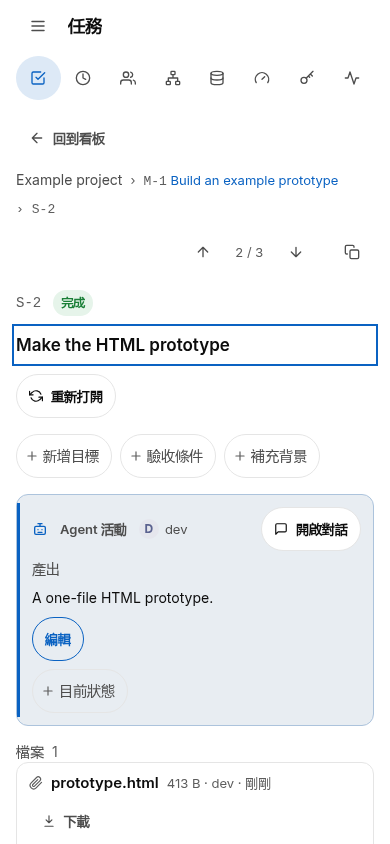 任務
回到看板
Example project › M-1 Build an example prototype
› S-2
2 / 3
S-2 完成
Make the HTML prototype
重新打開
+ 新增目標 + 驗收條件 + 補充背景
Agent 活動 D dev 開啟對話
產出
A one-file HTML prototype.
編輯
+ 目前狀態
檔案 1
prototype.html 413 B · dev · 剛剛
下載